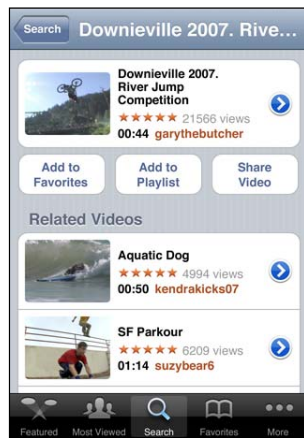 Search
Downieville 2007. Rive...
Downieville 2007.
River Jump
Competition
21566 views
00:44 garythebutcher
Add to
Favorites
Add to
Playlist
Share
Video
Related Videos
Aquatic Dog
4994 views
00:50 kendrakicks07
SF Parkour
6209 views
01:14 suzybear6
Featured
Most Viewed
Search
Favorites
More